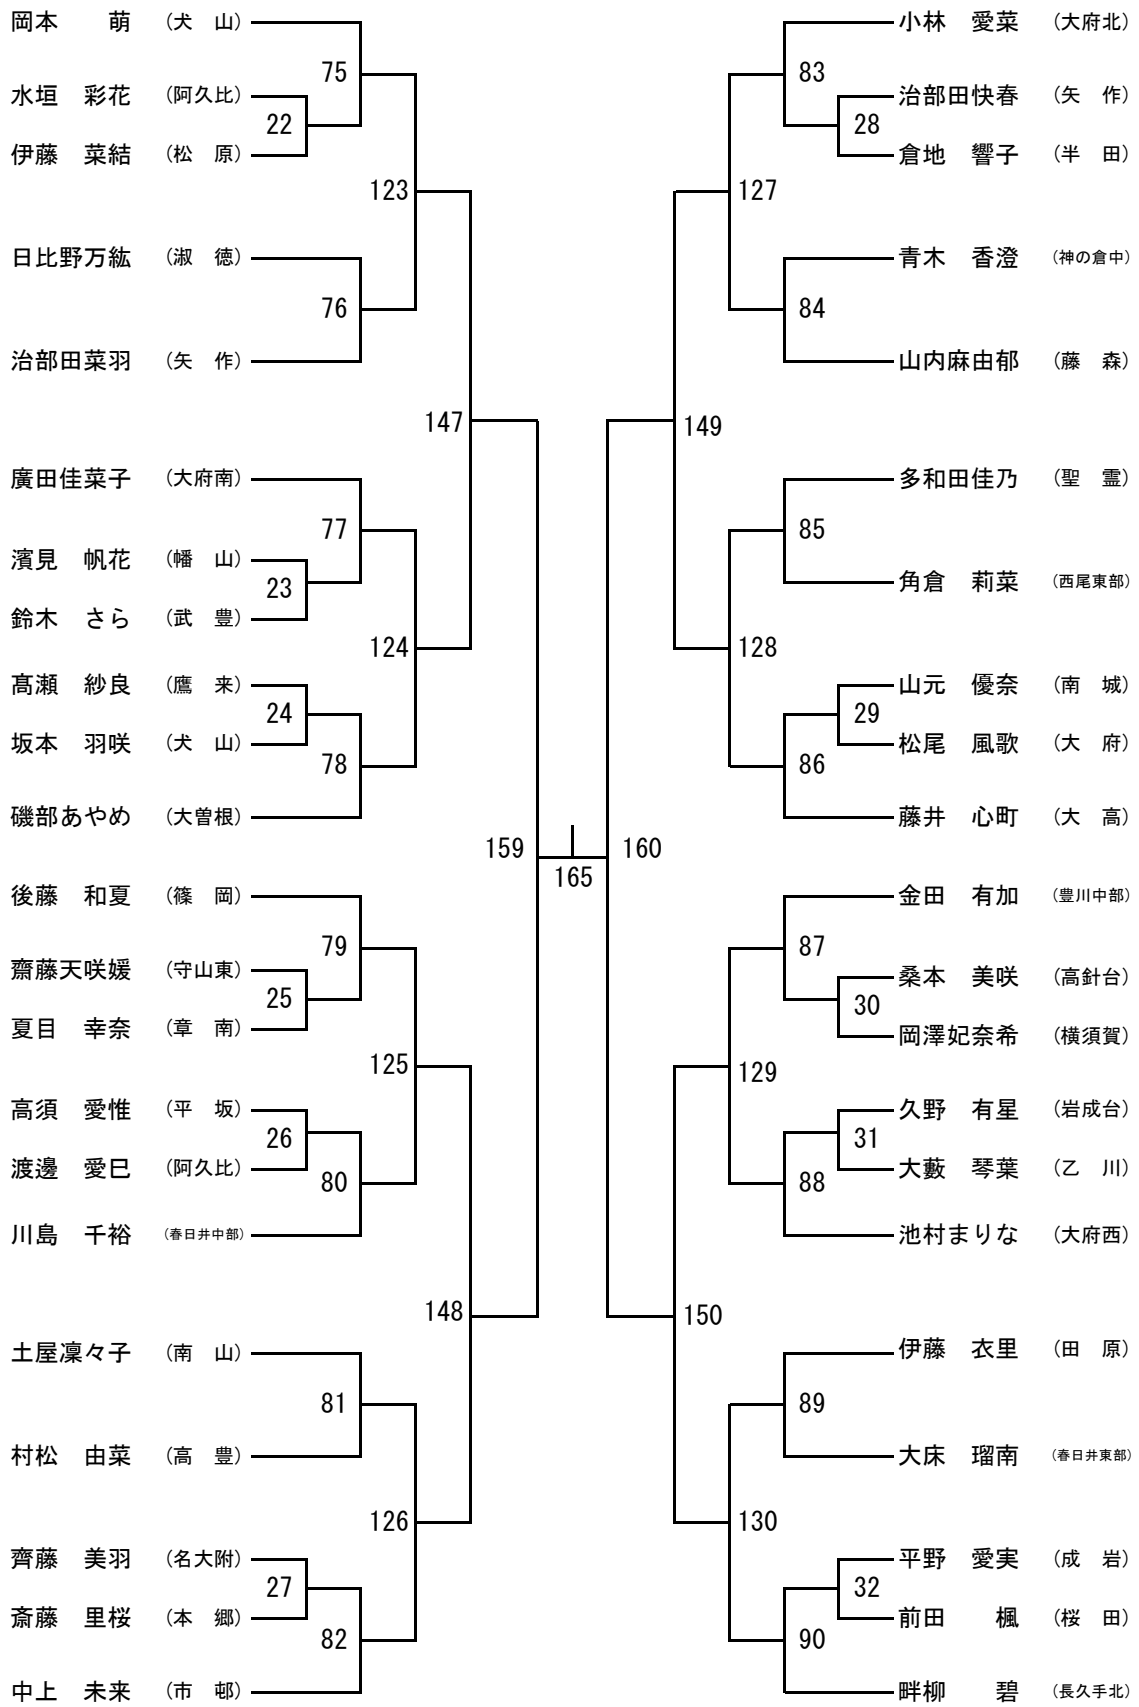 岡本　　萌　（犬　山）
75
水垣　彩花　（阿久比）
22
伊藤　菜結　（松　原）
123
日比野万紘　（淑　徳）
76
治部田菜羽　（矢　作）
147
廣田佳菜子　（大府南）
77
濱見　帆花　（幡　山）
23
鈴木　さら　（武　豊）
124
髙瀬　紗良　（鷹　来）
24
坂本　羽咲　（犬　山）
78
磯部あやめ　（大曽根）
159
後藤　和夏　（篠　岡）
79
齋藤天咲媛　（守山東）
25
夏目　幸奈　（章　南）
125
高須　愛惟　（平　坂）
26
渡邊　愛巳　（阿久比）
80
川島　千裕　（春日井中部）
148
土屋凜々子　（南　山）
81
村松　由菜　（高　豊）
126
齊藤　美羽　（名大附）
27
斎藤　里桜　（本　郷）
82
中上　未来　（市　邨）
165
小林　愛菜　（大府北）
83
治部田快春　（矢　作）
28
倉地　響子　（半　田）
127
青木　香澄　（神の倉中）
84
山内麻由郁　（藤　森）
149
多和田佳乃　（聖　霊）
85
角倉　莉菜　（西尾東部）
128
山元　優奈　（南　城）
29
松尾　風歌　（大　府）
86
藤井　心町　（大　高）
160
金田　有加　（豊川中部）
87
桑本　美咲　（高針台）
30
岡澤妃奈希　（横須賀）
129
久野　有星　（岩成台）
31
大藪　琴葉　（乙　川）
88
池村まりな　（大府西）
150
伊藤　衣里　（田　原）
89
大床　瑠南　（春日井東部）
130
平野　愛実　（成　岩）
32
前田　　楓　（桜　田）
90
畔柳　　碧　（長久手北）